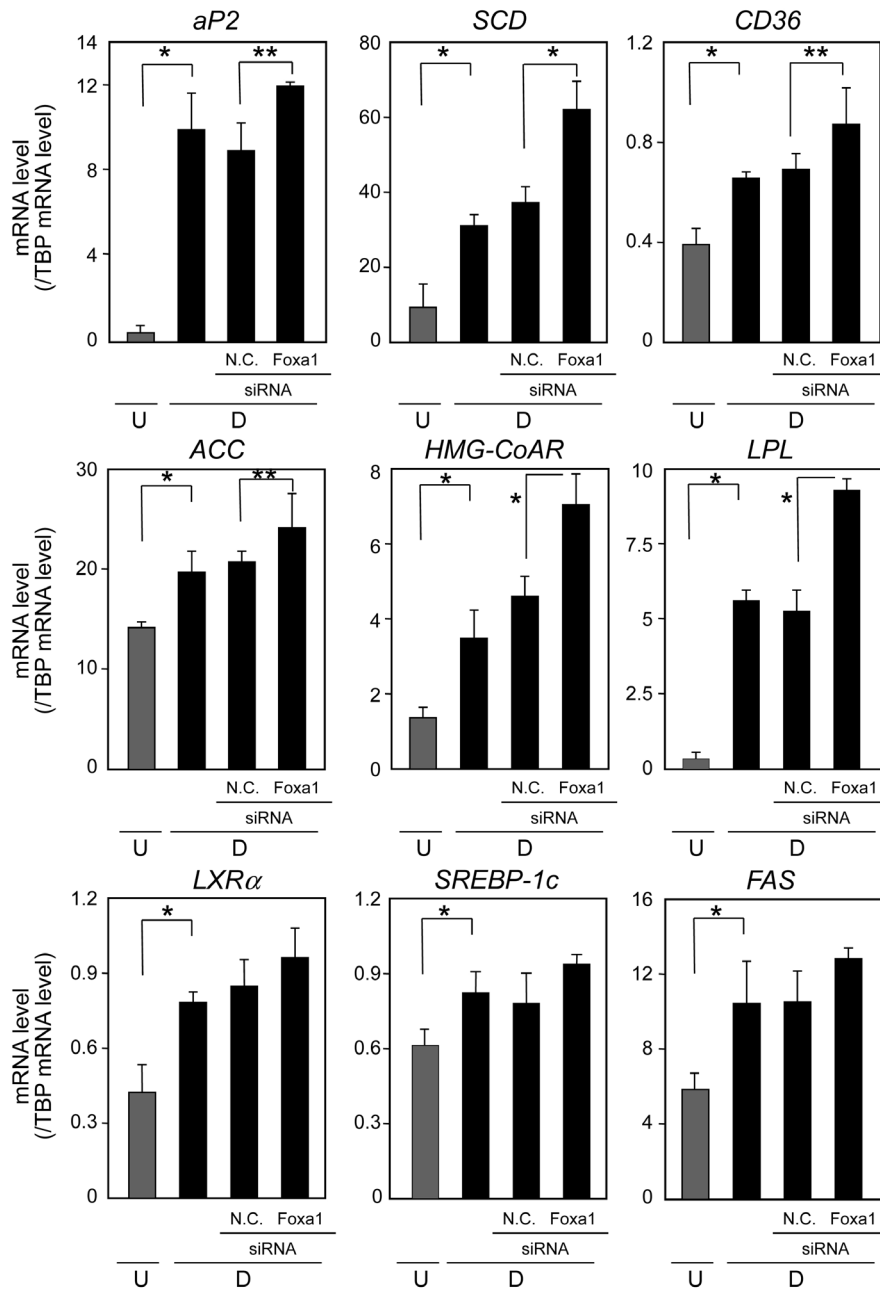 aP2 SCD CD36
mRNA level
(/TBP mRNA level)
14
12
8
4
0
* **
80
60
40
20
0
* *
1.2
0.8
0.4
0
* **
N.C. Foxa1 N.C. Foxa1 N.C. Foxa1
siRNA siRNA siRNA
U D U D U D
ACC HMG-CoAR LPL
mRNA level
(/TBP mRNA level)
30
20
10
0
* **
8
6
4
2
0
* *
10
7.5
5
2.5
0
* *
N.C. Foxa1 N.C. Foxa1 N.C. Foxa1
siRNA siRNA siRNA
U D U D U D
LXRα SREBP-1c FAS
mRNA level
(/TBP mRNA level)
1.2
0.9
0.6
0.3
0
*
1.2
0.9
0.6
0.3
0
*
16
12
8
4
0
*
N.C. Foxa1 N.C. Foxa1 N.C. Foxa1
siRNA siRNA siRNA
U D U D U D